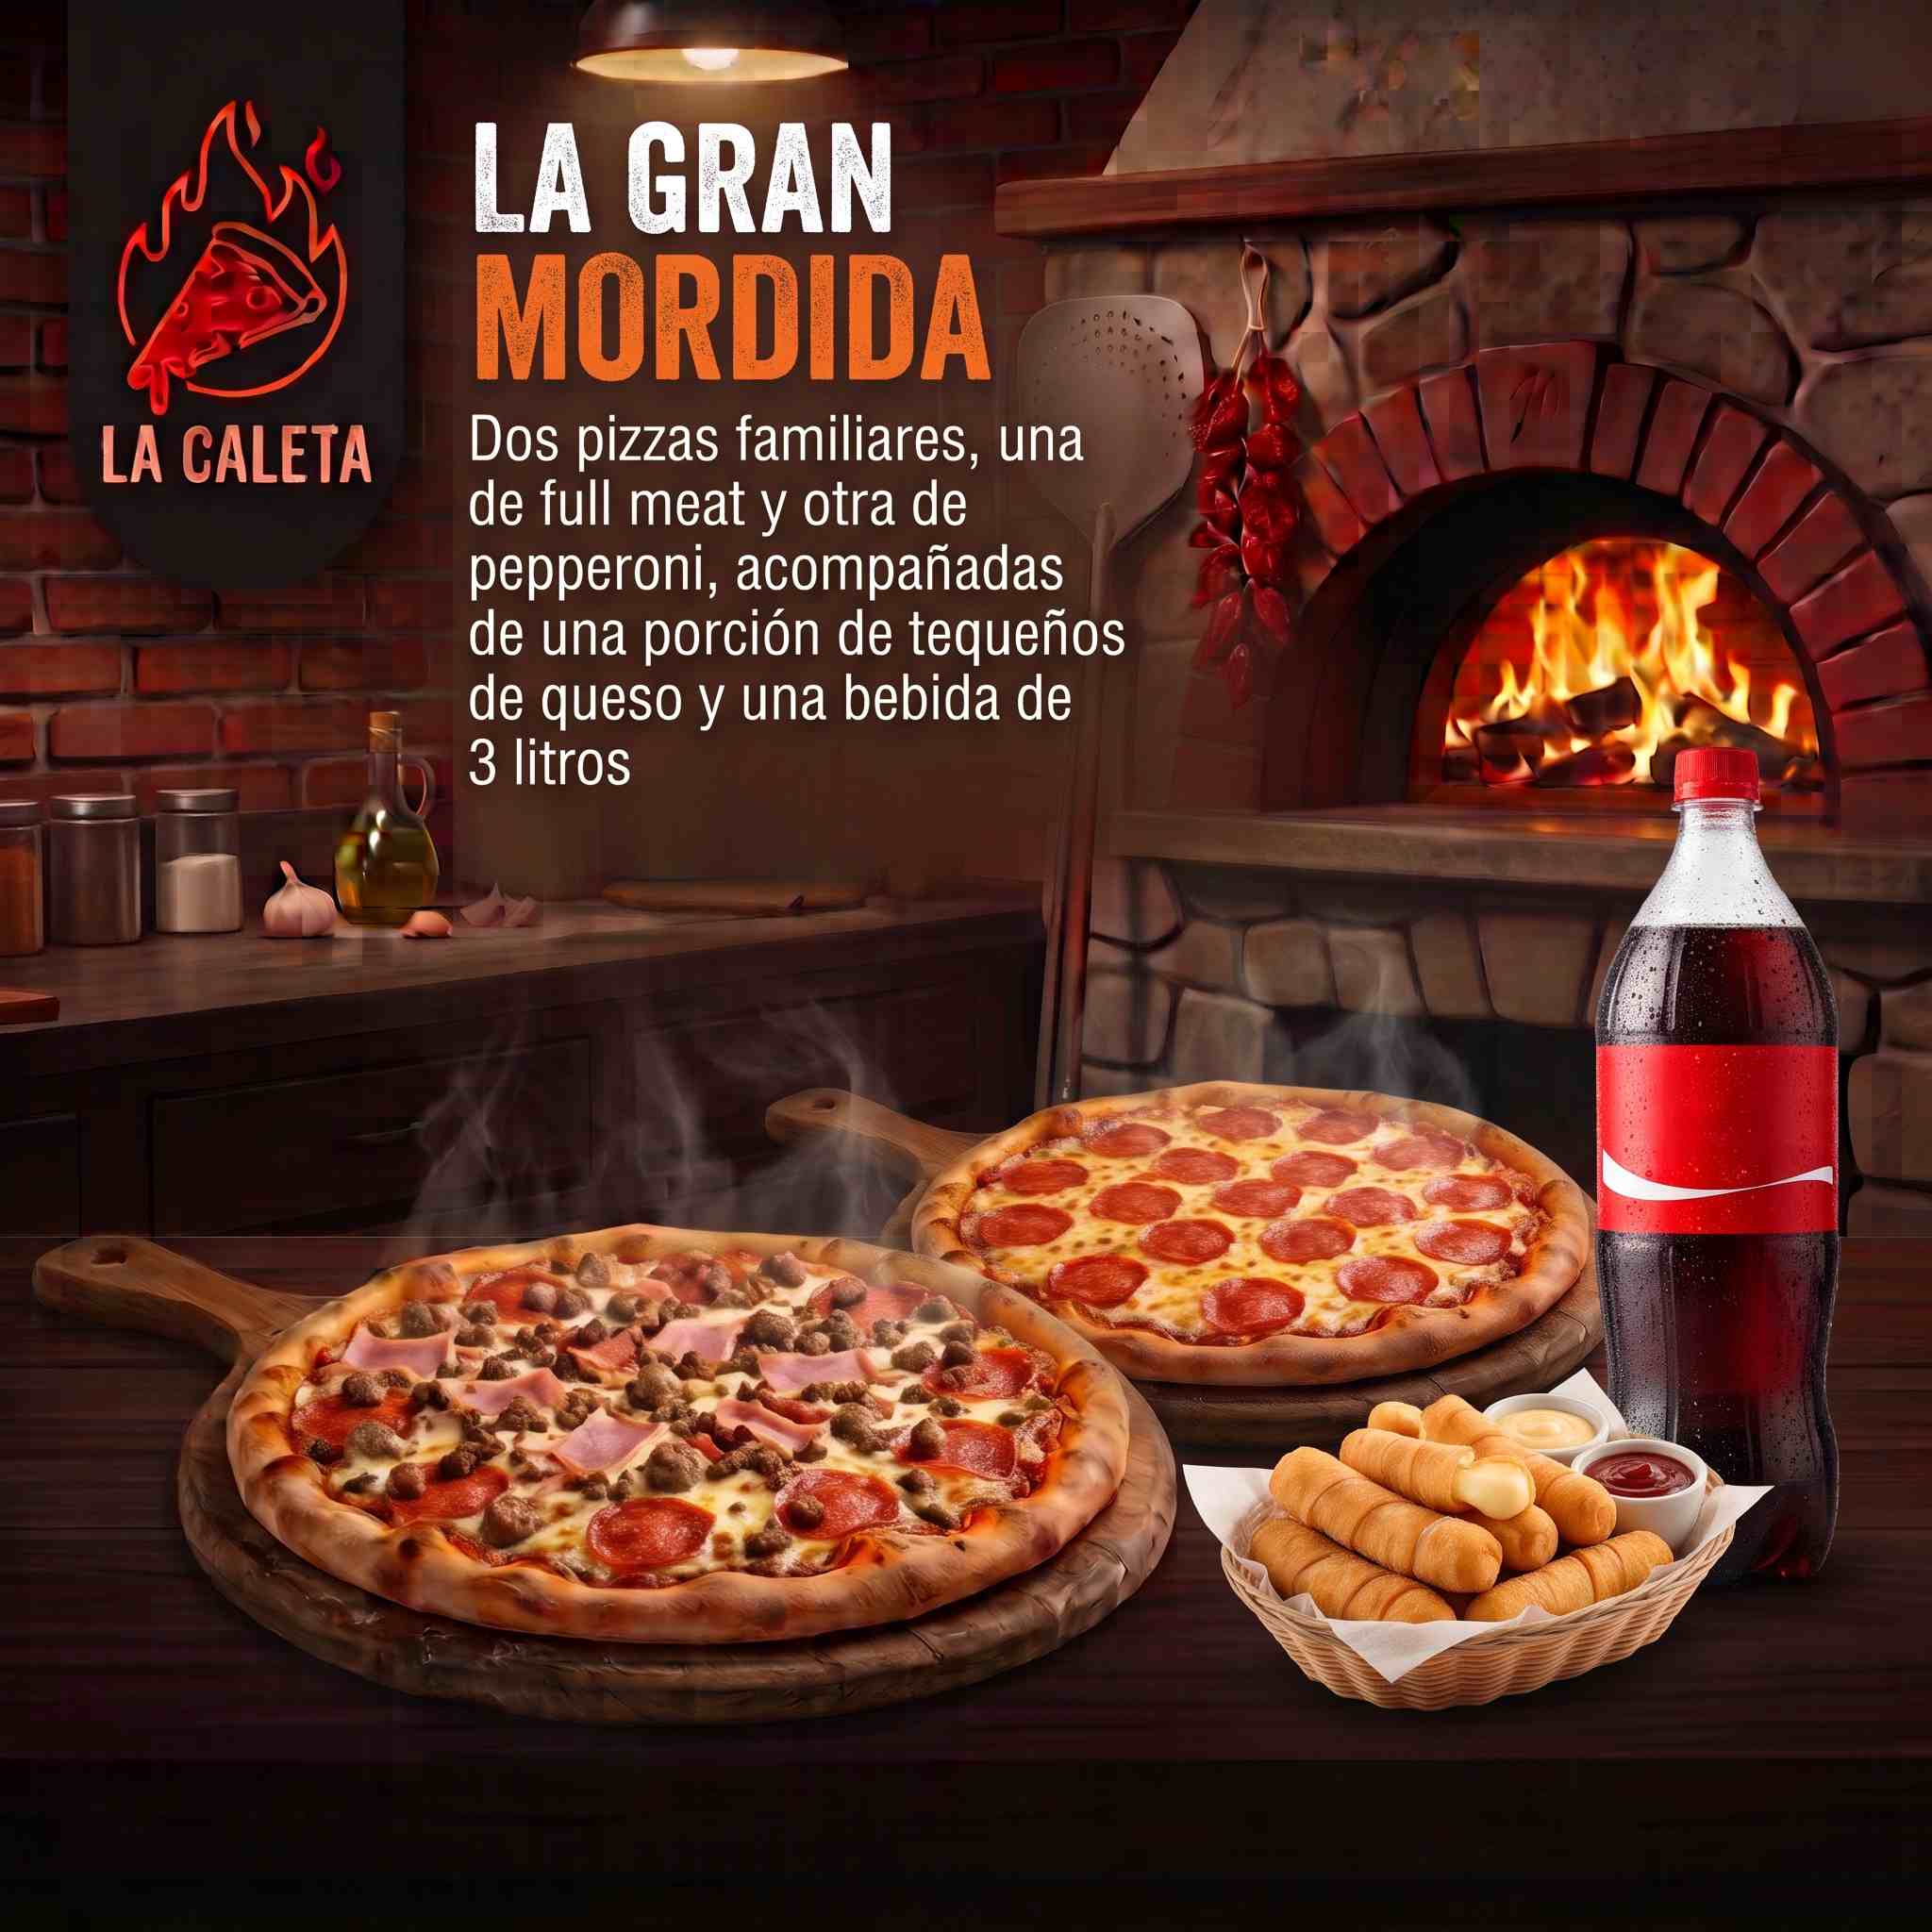 LA CALETA
LA GRAN
MORDIDA
Dos pizzas familiares, una
de full meat y otra de
pepperoni, acompañadas
de una porción de tequeños
de queso y una bebida de
3 litros